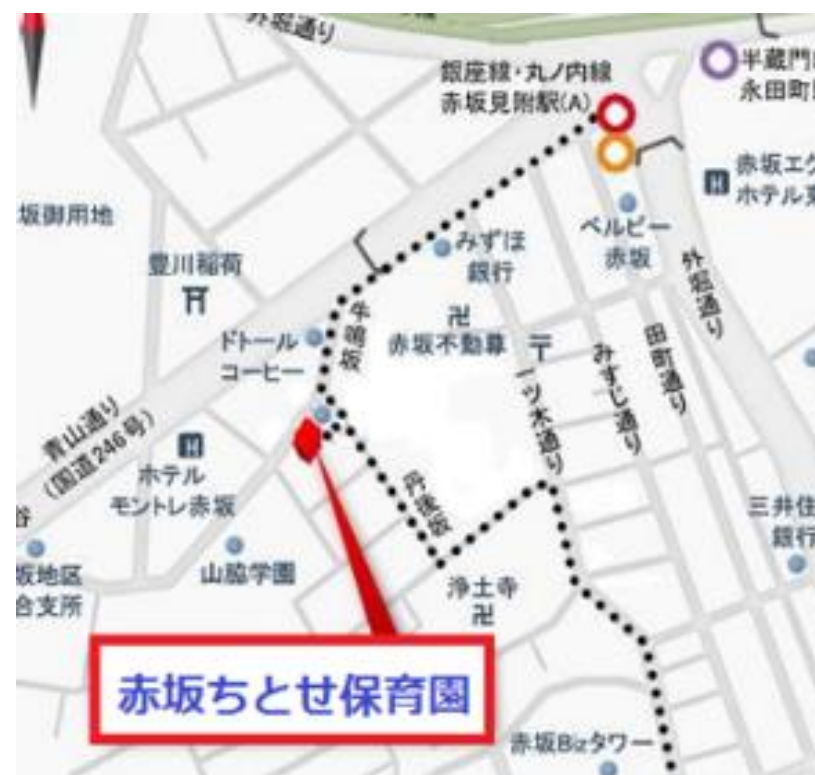 外堀通り
銀座線・丸ノ内線
赤坂見附駅(A)
半蔵門
永田町
坂御用地
豊川稲荷
みずほ
銀行
ベルビー
赤坂
赤坂エク
ホテル東
外堀通り
牛鳴坂
卍
赤坂不動尊
〒
ドトール
コーヒー
一ツ木通り
みすじ通り
田町通り
青山通り
(国道246号)
H
ホテル
モントレ赤坂
丹後坂
三井住
銀行
谷
坂地区
合支所
山脇学園
浄土寺
卍
赤坂ちとせ保育園
赤坂Bizタワー